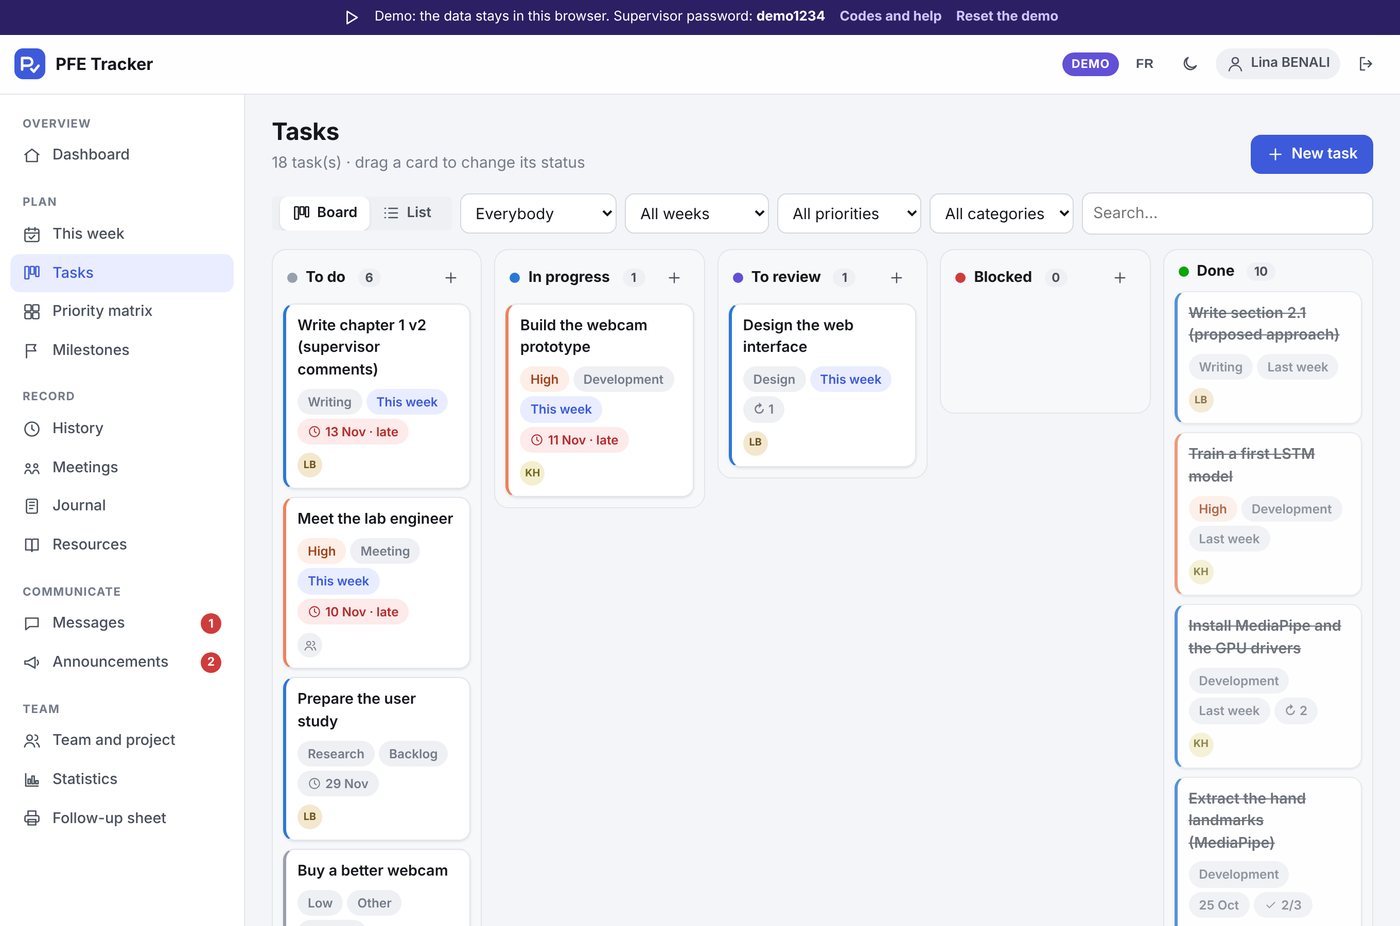 Demo: the data stays in this browser. Supervisor password: demo1234 Codes and help Reset the demo
PFE Tracker
DEMO FR Lina BENALI
OVERVIEW
Dashboard
PLAN
This week
Tasks
Priority matrix
Milestones
RECORD
History
Meetings
Journal
Resources
COMMUNICATE
Messages 1
Announcements 2
TEAM
Team and project
Statistics
Follow-up sheet
Tasks
18 task(s) · drag a card to change its status
+ New task
Board List Everybody All weeks All priorities All categories Search...
To do 6 +
Write chapter 1 v2
(supervisor
comments)
Writing This week
13 Nov · late
LB
Meet the lab engineer
High Meeting
This week
10 Nov · late
Prepare the user
study
Research Backlog
29 Nov
LB
Buy a better webcam
Low Other
In progress 1 +
Build the webcam
prototype
High Development
This week
11 Nov · late
KH
To review 1 +
Design the web
interface
Design This week
1
LB
Blocked 0 +
Done 10
Write section 2.1
(proposed approach)
Writing Last week
LB
Train a first LSTM
model
High Development
Last week
KH
Install MediaPipe and
the GPU drivers
Development
Last week 2
KH
Extract the hand
landmarks
(MediaPipe)
Development
25 Oct 2/3